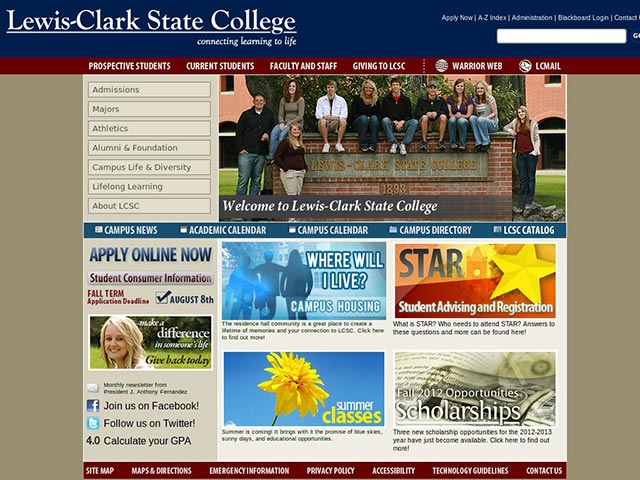 Lewis-Clark State College
connecting learning to life
Apply Now | A-Z Index | Administration | Blackboard Login | Contact
PROSPECTIVE STUDENTS
CURRENT STUDENTS
FACULTY AND STAFF
GIVING TO LCSC
WARRIOR WEB
LCMAIL
Admissions
Majors
Athletics
Alumni & Foundation
Campus Life & Diversity
Lifelong Learning
About LCSC
LEWIS-CLARK STATE COLLEGE
1893
Welcome to Lewis-Clark State College
CAMPUS NEWS
ACADEMIC CALENDAR
CAMPUS CALENDAR
CAMPUS DIRECTORY
LCSC CATALOG
APPLY ONLINE NOW
Student Consumer Information
FALL TERM
Application Deadline
AUGUST 8th
make a
difference
in someone's life
Give back today
Monthly newsletter from
President J. Anthony Fernandez
Join us on Facebook!
Follow us on Twitter!
4.0 Calculate your GPA
WHERE WILL
I LIVE?
CAMPUS HOUSING
The residence hall community is a great place to create a
lifetime of memories and your connection to LCSC. Click here
to find out more!
STAR
Student Advising and Registration
What is STAR? Who needs to attend STAR? Answers to
these questions and more can be found here!
summer
classes
Summer is coming! It brings with it the promise of blue skies,
sunny days, and educational opportunities.
Fall 2012 Opportunities
Scholarships
Three new scholarship opportunities for the 2012-2013
year have just become available. Click here to find out
more!
SITE MAP
MAPS & DIRECTIONS
EMERGENCY INFORMATION
PRIVACY POLICY
ACCESSIBILITY
TECHNOLOGY GUIDELINES
CONTACT US